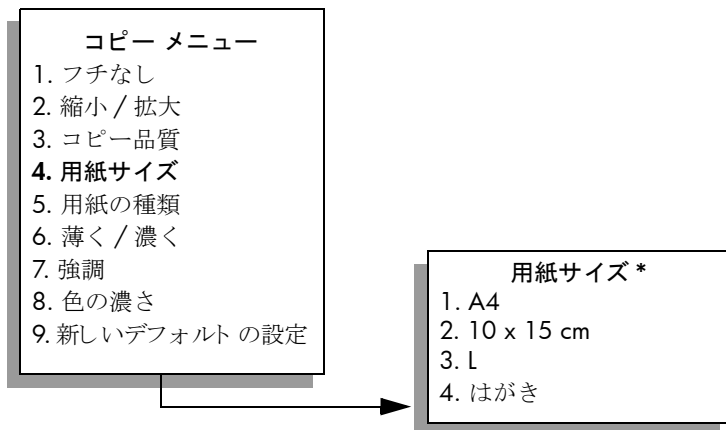 コピー メニュー
1. フチなし
2. 縮小 / 拡大
3. コピー品質
4. 用紙サイズ
5. 用紙の種類
6. 薄く / 濃く
7. 強調
8. 色の濃さ
9. 新しいデフォルト の設定
用紙サイズ *
1. A4
2. 10 x 15 cm
3. L
4. はがき